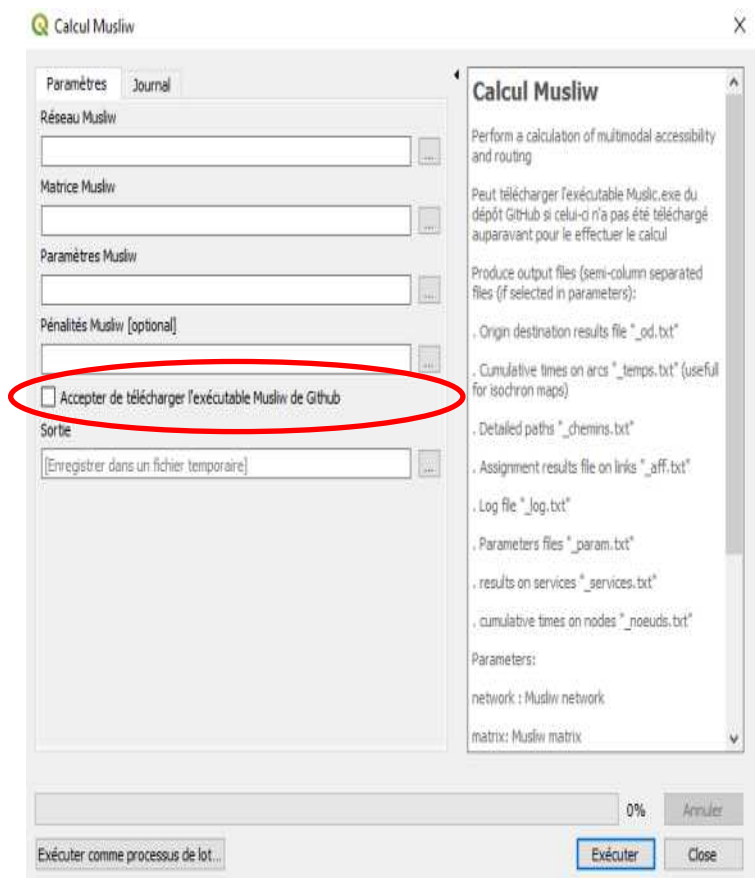 Calcul Musliw
Paramètres
Journal
Réseau Musliw
...
Matrice Musliw
...
Paramètres Musliw
...
Pénalités Musliw [optional]
...
Accepter de télécharger l'exécutable Musliw de Github
Sortie
[Enregistrer dans un fichier temporaire]
...
Calcul Musliw
Perform a calculation of multimodal accessibility
and routing
Peut télécharger l'exécutable Muslic.exe du
dépôt GitHub si celui-ci n'a pas été téléchargé
auparavant pour le effectuer le calcul
Produce output files (semi-column separated
files (if selected in parameters):
. Origin destination results file "_od.txt"
. Cumulative times on arcs "_temps.txt" (usefull
for isochron maps)
. Detailed paths "_chemins.txt"
. Assignment results file on links "_aff.txt"
. Log file "_log.txt"
. Parameters files "_param.txt"
. results on services "_services.txt"
. cumulative times on nodes "_noeuds.txt"
Parameters:
network : Musliw network
matrix: Musliw matrix
0%
Annuler
Exécuter comme processus de lot...
Exécuter
Close